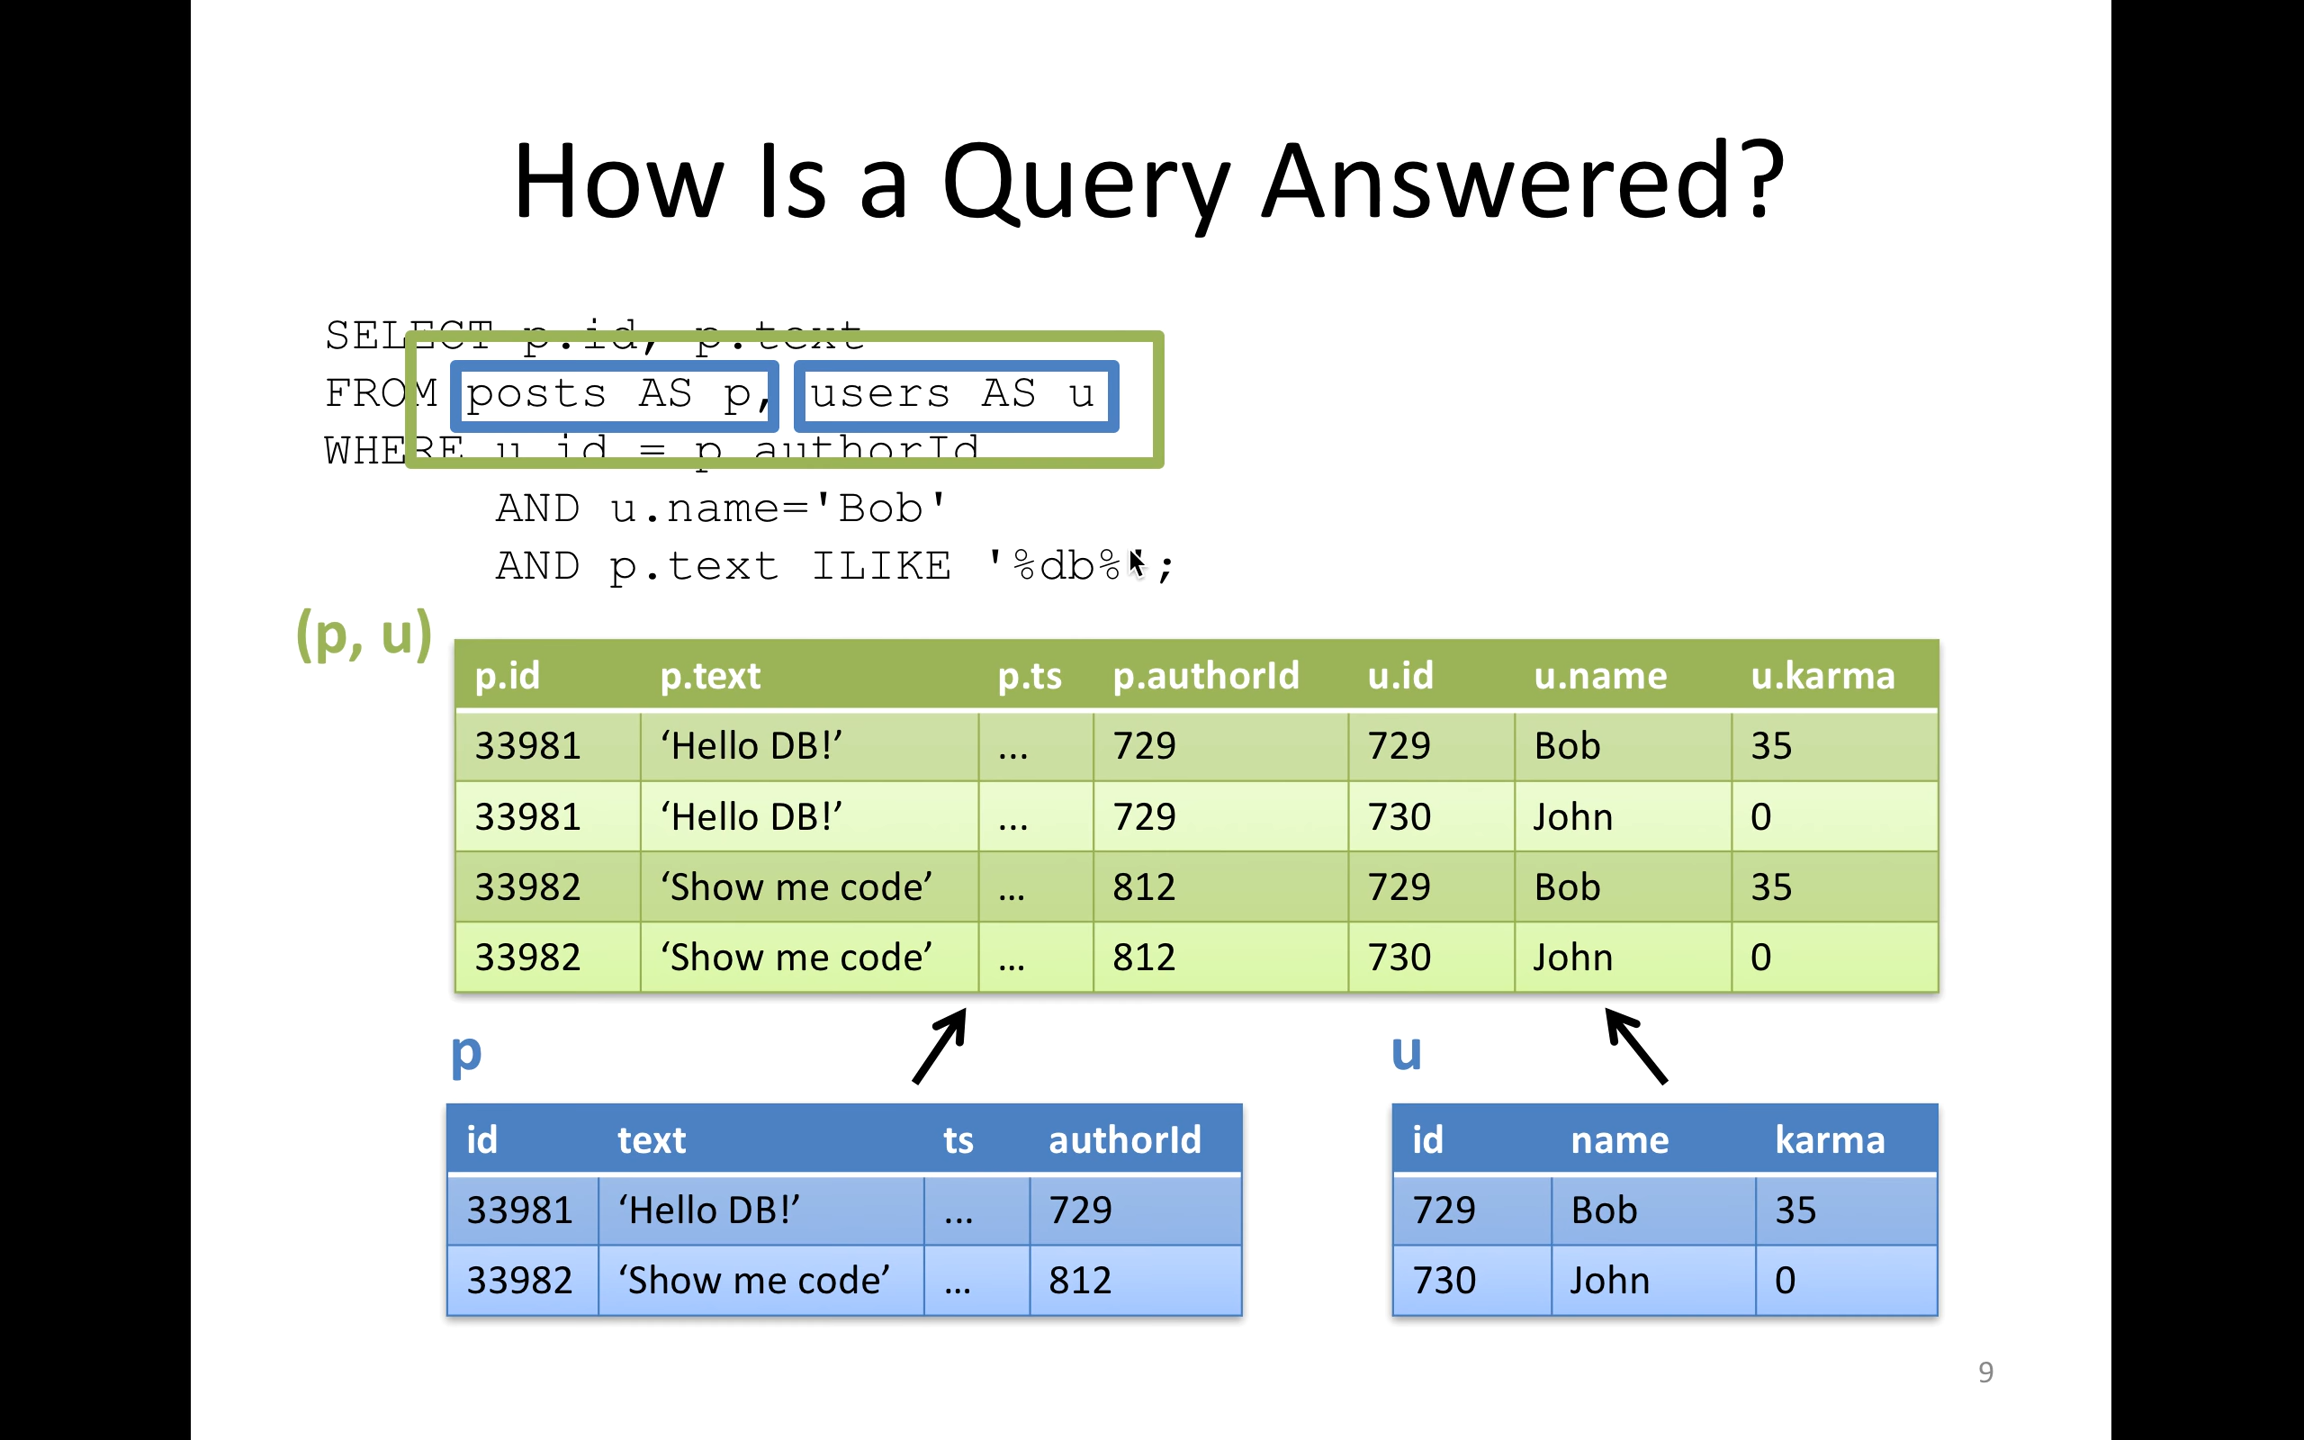 How Is a Query Answered?
SELECT p.id, p.text
FROM posts AS p, users AS u
WHERE u.id = p.authorId
AND u.name='Bob'
AND p.text ILIKE '%db%';
(p, u)
p.id p.text p.ts p.authorId u.id u.name u.karma
33981 ‘Hello DB!’ ... 729 729 Bob 35
33981 ‘Hello DB!’ ... 729 730 John 0
33982 ‘Show me code’ ... 812 729 Bob 35
33982 ‘Show me code’ ... 812 730 John 0
p u
id text ts authorId id name karma
33981 ‘Hello DB!’ ... 729 729 Bob 35
33982 ‘Show me code’ ... 812 730 John 0
9